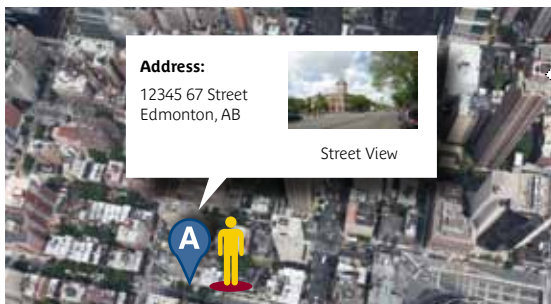 Address:
12345 67 Street
Edmonton, AB
Street View
A